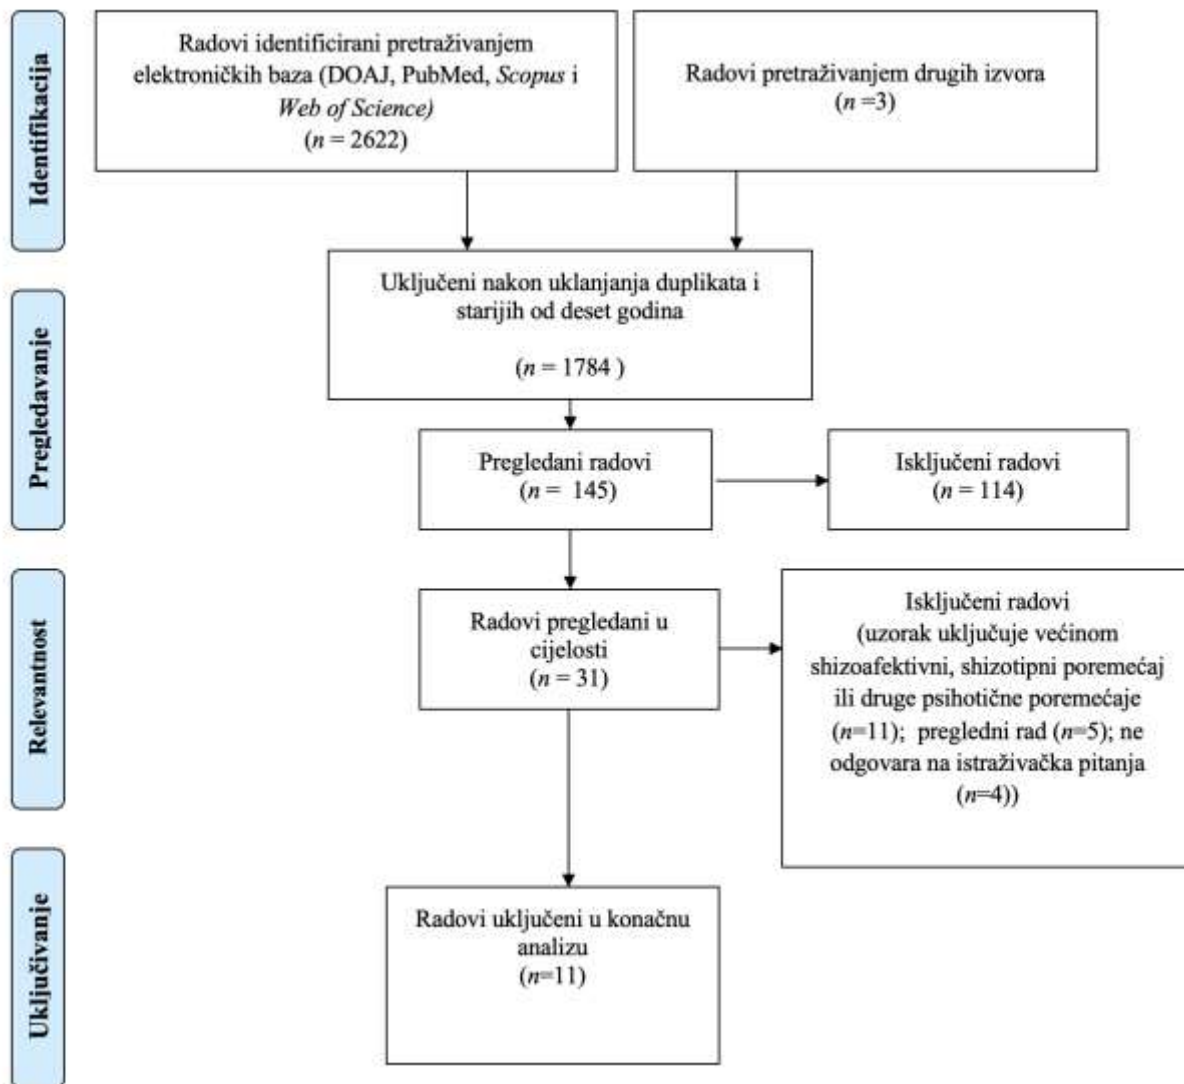 Identifikacija
Radovi identificirani pretraživanjem
elektroničkih baza (DOAJ, PubMed, Scopus i
Web of Science)
(n = 2622)
Radovi pretraživanjem drugih izvora
(n =3)
Pregledavanje
Uključeni nakon uklanjanja duplikata i
starijih od deset godina
(n = 1784 )
Pregledani radovi
(n = 145)
Isključeni radovi
(n = 114)
Relevantnost
Radovi pregledani u
cijelosti
(n = 31)
Isključeni radovi
(uzorak uključuje većinom
shizoafektivni, shizotipni poremećaj
ili druge psihotične poremećaje
(n=11); pregledni rad (n=5); ne
odgovara na istraživačka pitanja
(n=4))
Uključivanje
Radovi uključeni u konačnu
analizu
(n=11)